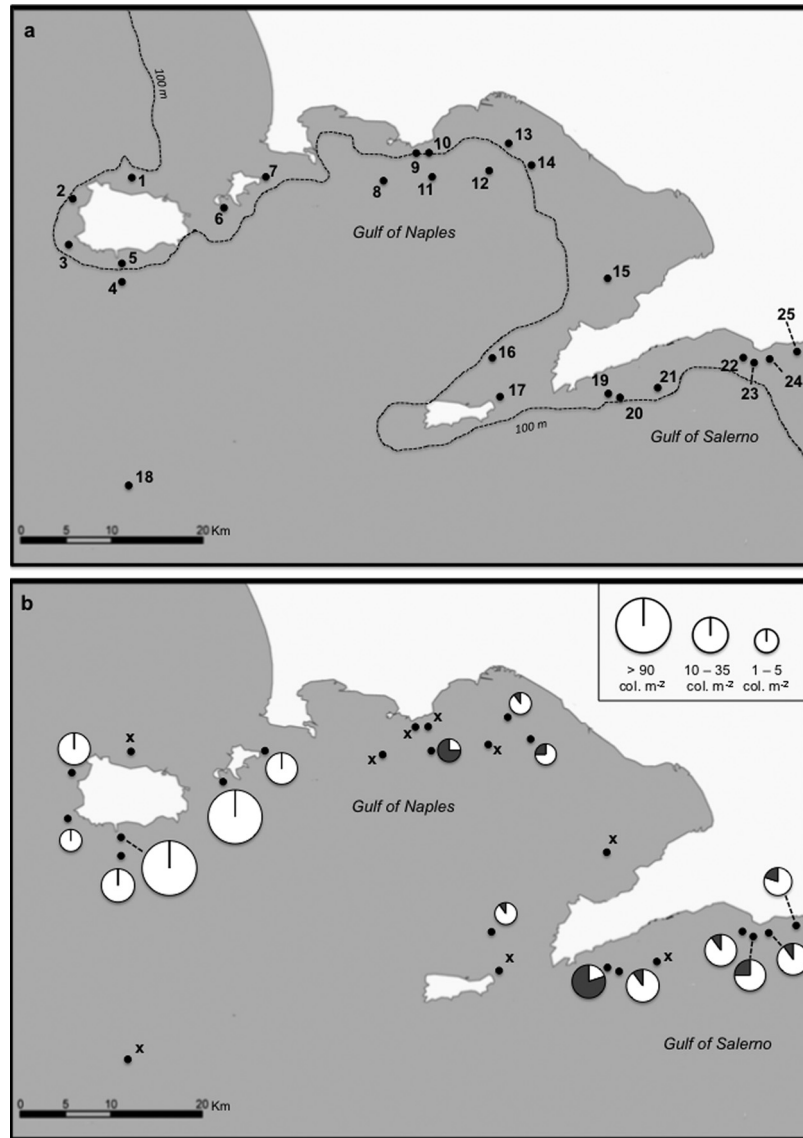 a
100 m
1
2
3
4
5
6
7
8
9
10
11
12
13
14
15
16
17
18
19
20
21
22
23
24
25
Gulf of Naples
100 m
Gulf of Salerno
0 5 10 20 Km
b
> 90 10 – 35 1 – 5
col. m-2 col. m-2 col. m-2
x
x
x
x
x
x
x
x
x
Gulf of Naples
Gulf of Salerno
0 5 10 20 Km